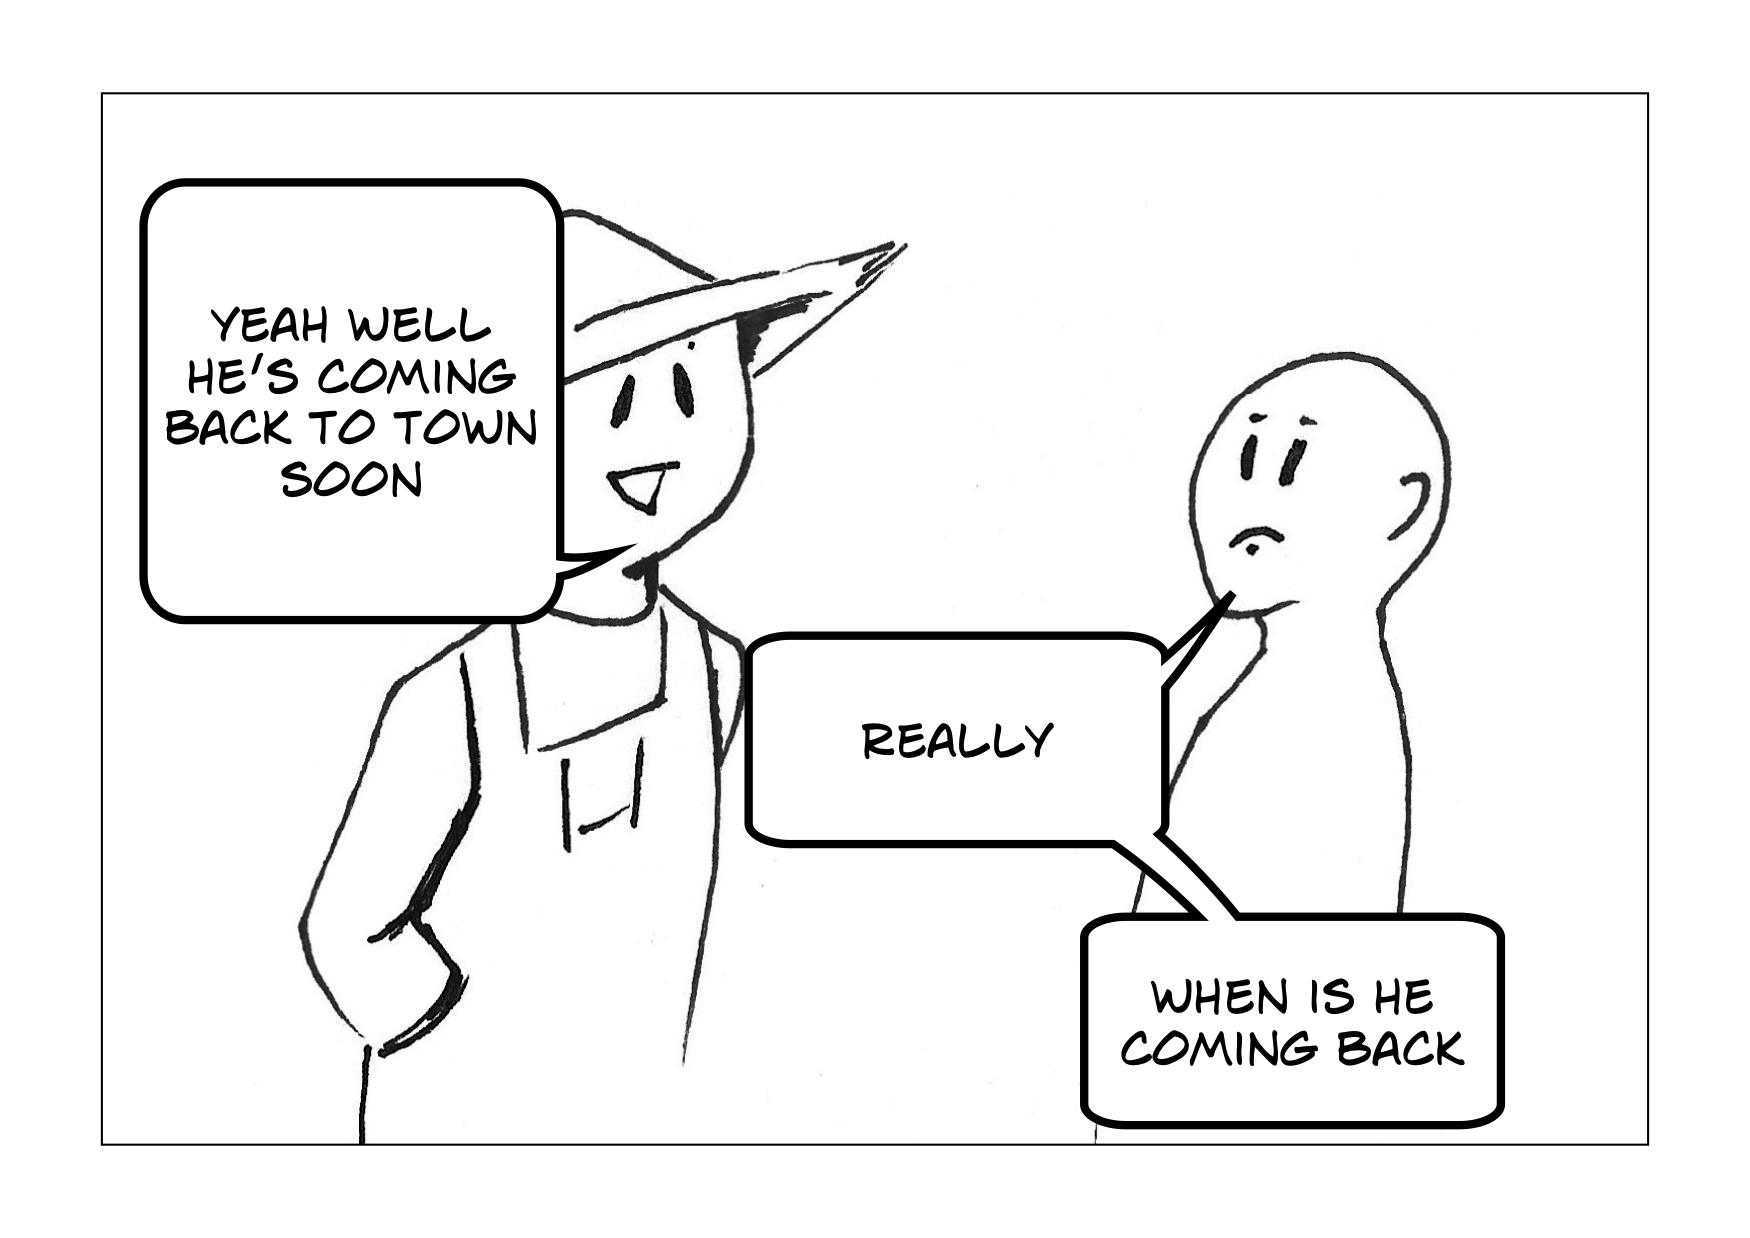 YEAH WELL
HE'S COMING
BACK TO TOWN
SOON
REALLY
WHEN IS HE
COMING BACK